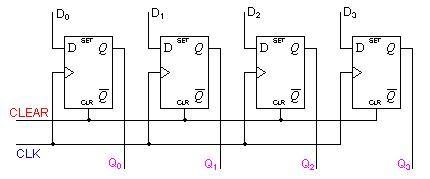 D0 D1 D2 D3
SET SET SET SET
D Q D Q D Q D Q
Q Q Q Q
CLR CLR CLR CLR
CLEAR
CLK
Q0 Q1 Q2 Q3